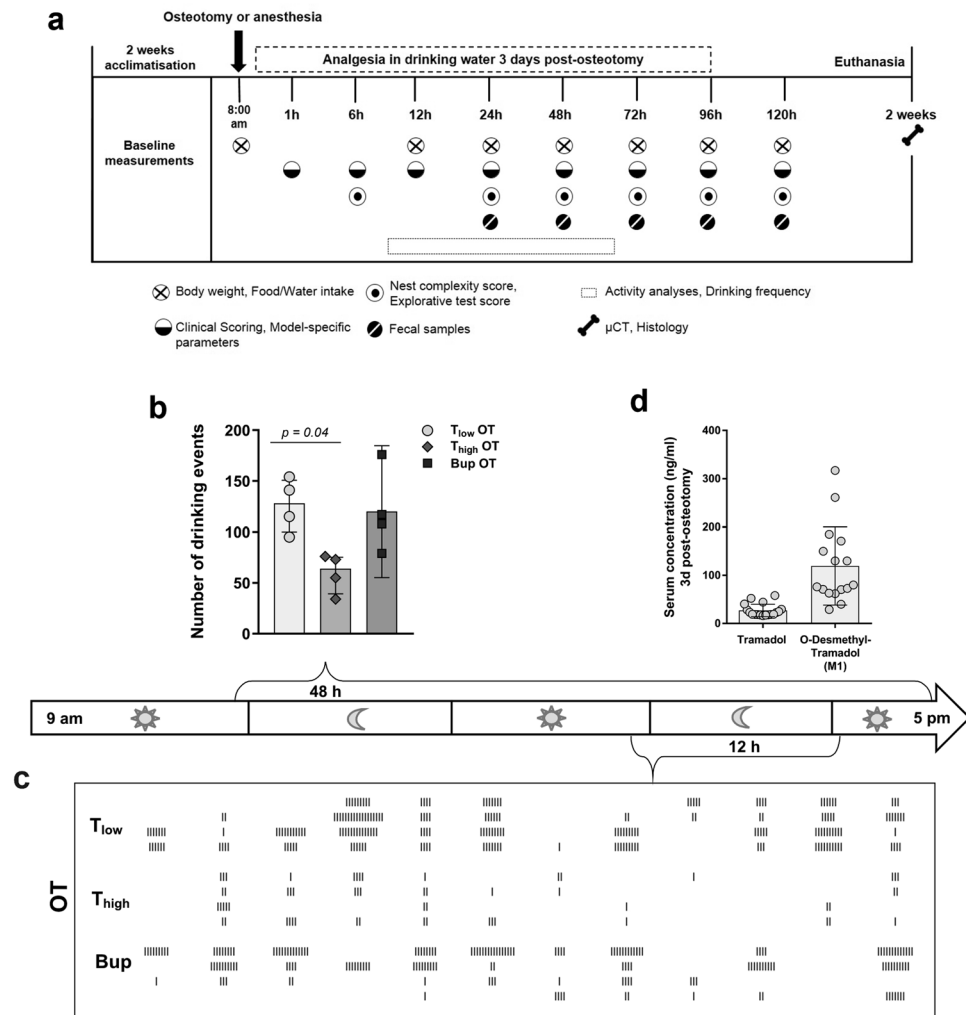 a
Osteotomy or anesthesia
2 weeks
acclimatisation
Analgesia in drinking water 3 days post-osteotomy
Euthanasia
8:00
am
1h
6h
12h
24h
48h
72h
96h
120h
2 weeks
Baseline
measurements
Body weight, Food/Water intake
Nest complexity score,
Explorative test score
Activity analyses, Drinking frequency
Clinical Scoring, Model-specific
parameters
Fecal samples
µCT, Histology
b
Number of drinking events
200
150
100
50
0
p = 0.04
T low OT
T high OT
Bup OT
d
Serum concentration (ng/ml)
3d post-osteotomy
400
300
200
100
0
Tramadol
O-Desmethyl-
Tramadol
(M1)
48 h
9 am
5 pm
12 h
c
OT
T low
T high
Bup